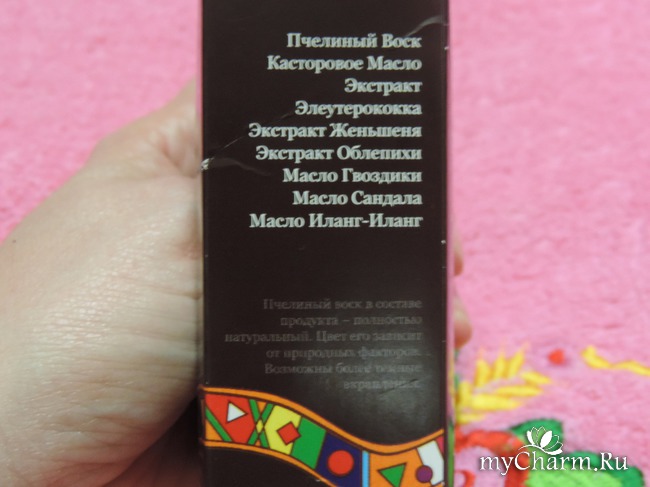 Пчелиный Воск
Касторовое Масло
Экстракт
Элеутерококка
Экстракт Женьшеня
Экстракт Облепихи
Масло Гвоздики
Масло Сандала
Масло Иланг-Иланг
Пчелиный воск в составе
продукта – полностью
натуральный. Цвет его зависит
от природных факторов.
Возможны более темные
вкрапления.
myCharm.Ru